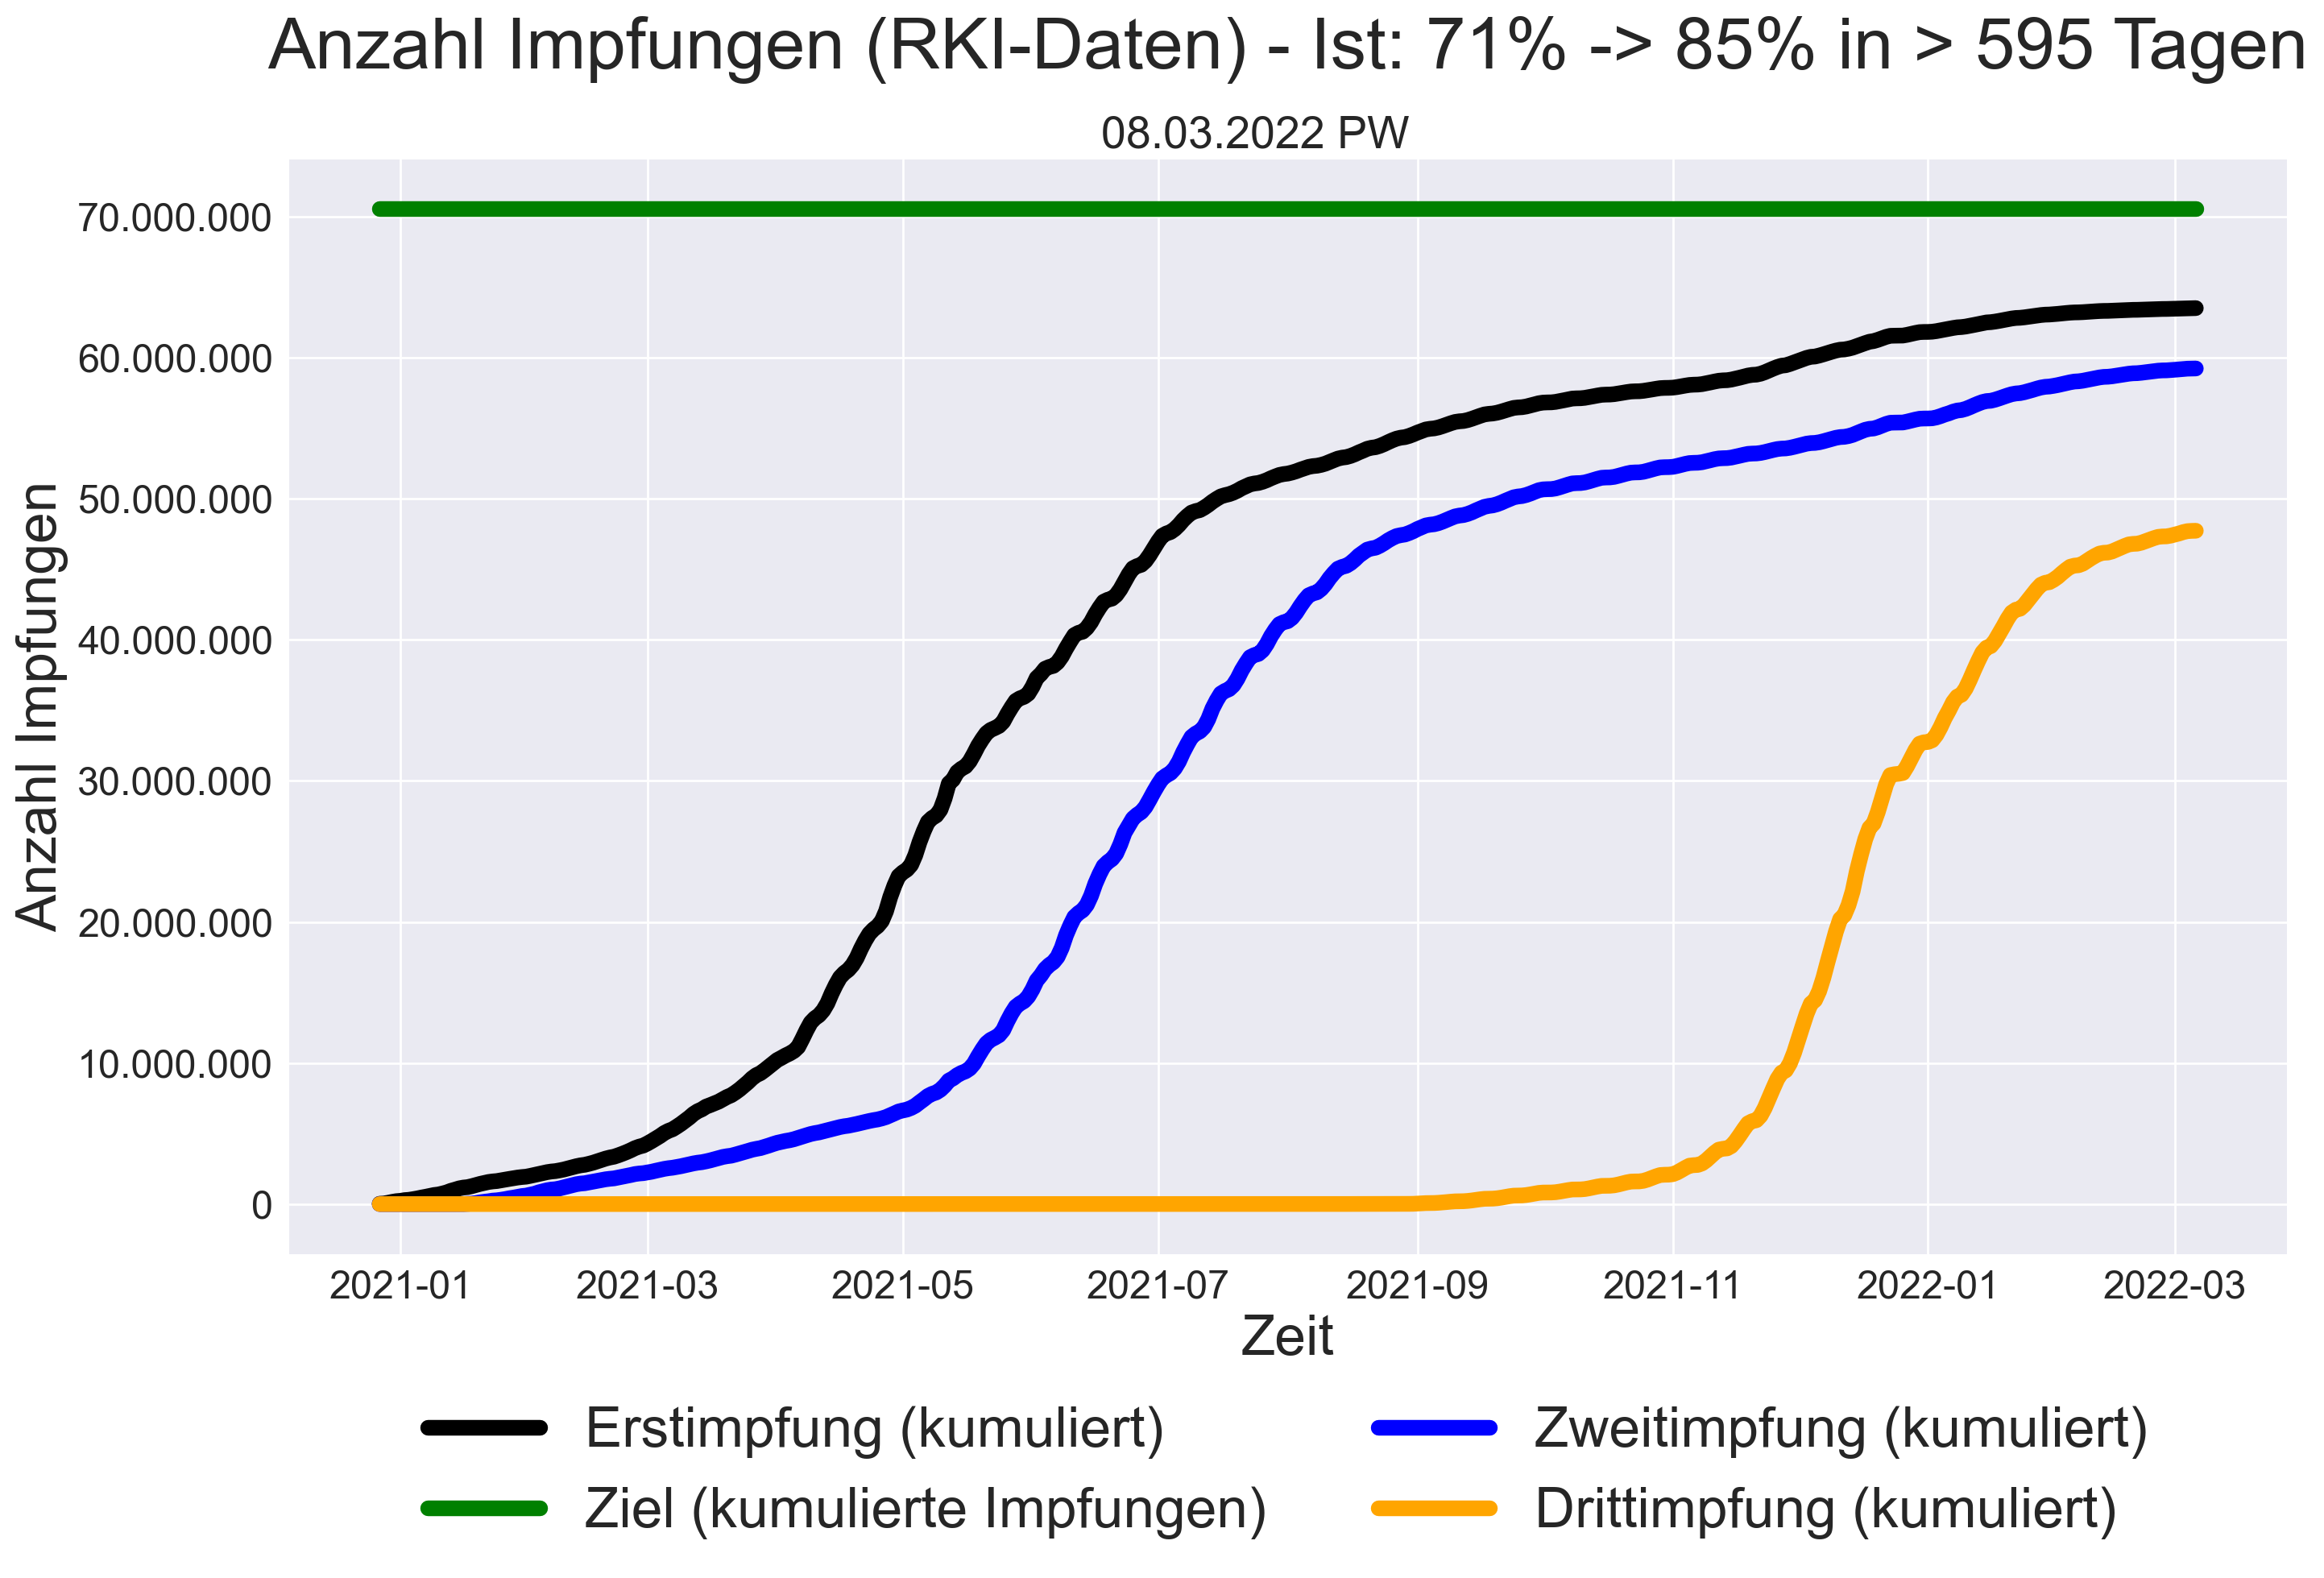 Anzahl Impfungen (RKI-Daten) - Ist: 71% -> 85% in > 595 Tagen
08.03.2022 PW
Anzahl Impfungen
70.000.000
60.000.000
50.000.000
40.000.000
30.000.000
20.000.000
10.000.000
0
2021-01 2021-03 2021-05 2021-07 2021-09 2021-11 2022-01 2022-03
Zeit
Erstimpfung (kumuliert) Zweitimpfung (kumuliert)
Ziel (kumulierte Impfungen) Drittimpfung (kumuliert)